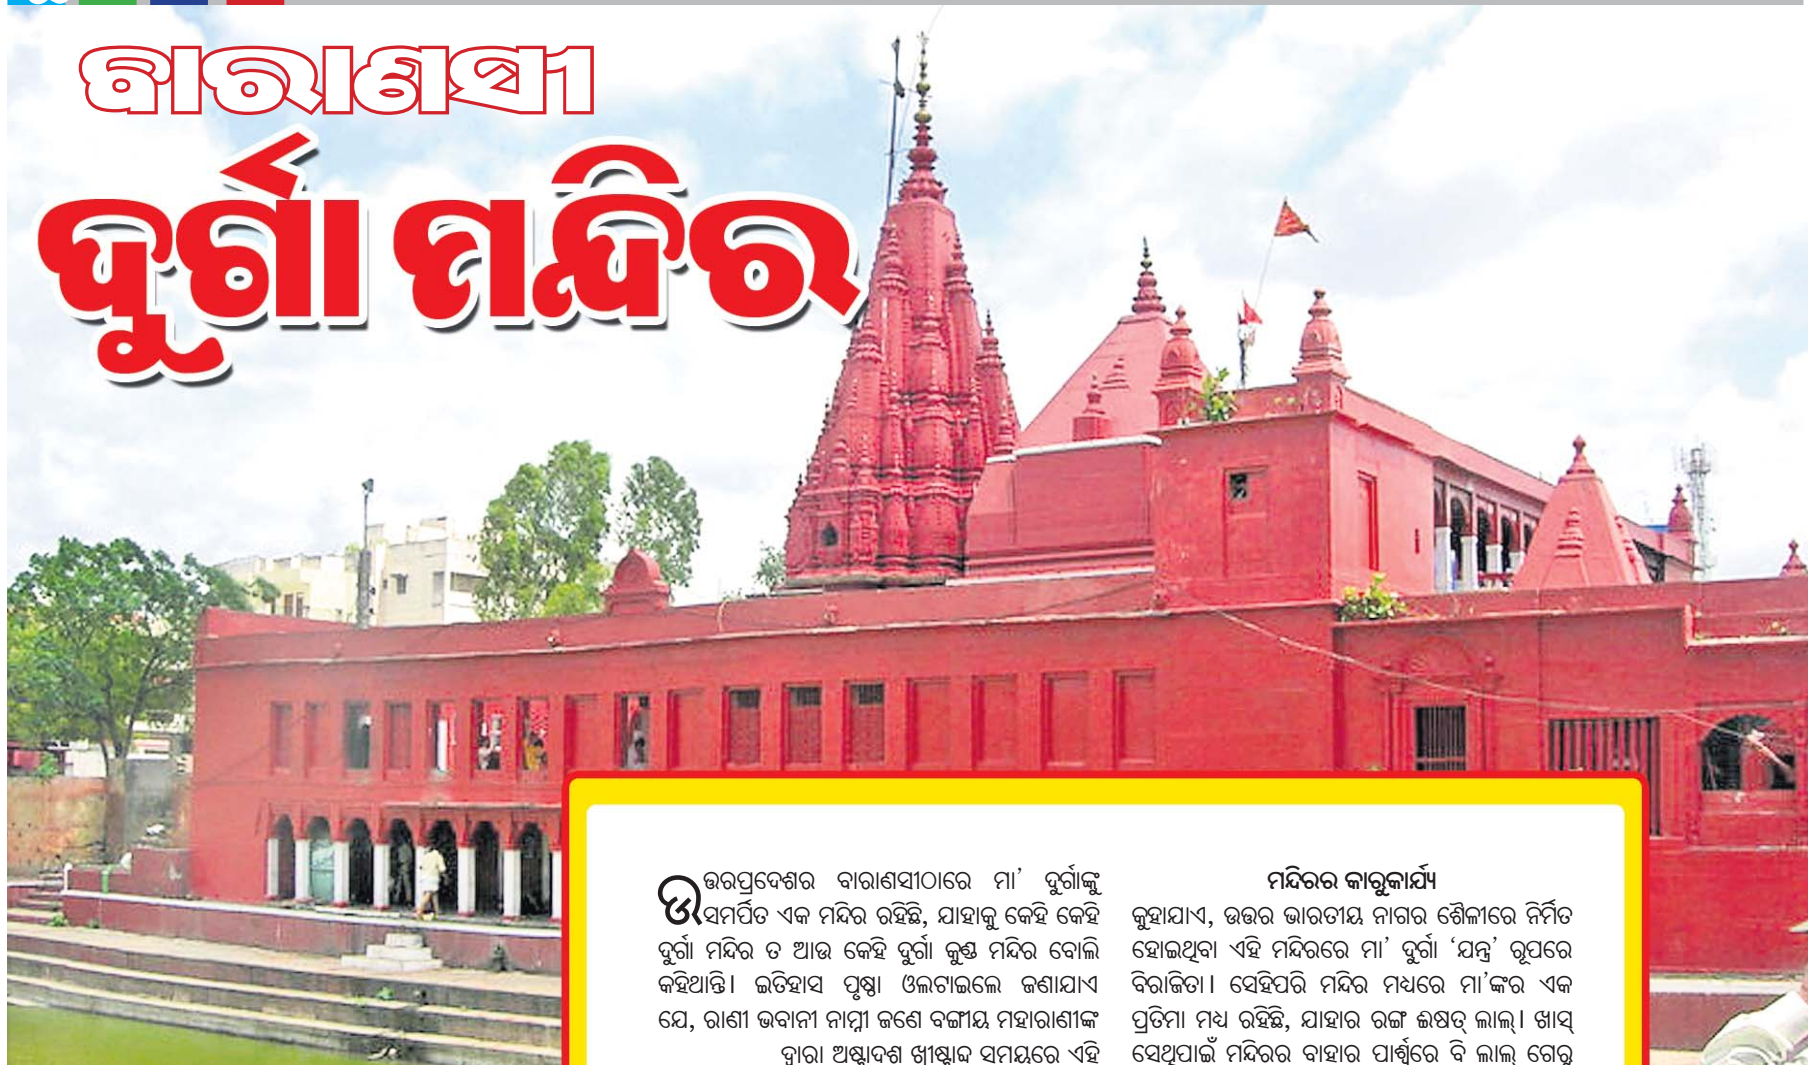 ବାରାଣସୀ
ଦୁର୍ଗା ମନ୍ଦିର
ଉତ୍ତରପ୍ରଦେଶର ବାରାଣସୀଠାରେ ମା’ ଦୁର୍ଗାଙ୍କୁ
ସମର୍ପିତ ଏକ ମନ୍ଦିର ରହିଛି, ଯାହାକୁ କେହି କେହି
ଦୁର୍ଗା ମନ୍ଦିର ତ ଆଉ କେହି ଦୁର୍ଗା କୁଣ୍ଡ ମନ୍ଦିର ବୋଲି
କହିଥାନ୍ତି। ଇତିହାସ ପୃଷ୍ଠା ଓଲଟାଇଲେ ଜଣାଯାଏ
ଯେ, ରାଣୀ ଭବାନୀ ନାମ୍ନୀ ଜଣେ ବଙ୍ଗୀୟ ମହାରାଣୀଙ୍କ
ଦ୍ୱାରା ଅଷ୍ଟାଦଶ ଖ୍ରୀଷ୍ଟାବ୍ଦ ସମୟରେ ଏହି
ମନ୍ଦିରର କାରୁକାର୍ଯ୍ୟ
କୁହାଯାଏ, ଉତ୍ତର ଭାରତୀୟ ନାଗର ଶୈଳୀରେ ନିର୍ମିତ
ହୋଇଥିବା ଏହି ମନ୍ଦିରରେ ମା’ ଦୁର୍ଗା ‘ଯନ୍ତ୍ର’ ରୂପରେ
ବିରାଜିତା। ସେହିପରି ମନ୍ଦିର ମଧ୍ୟରେ ମା’ଙ୍କର ଏକ
ପ୍ରତିମା ମଧ୍ୟ ରହିଛି, ଯାହାର ରଙ୍ଗ ଈଷତ୍ ଲାଲ୍। ଖାସ୍
ସେଥିପାଇଁ ମନ୍ଦିରର ବାହାର ପାର୍ଶ୍ୱରେ ବି ଲାଲ୍ ଗେରୁ